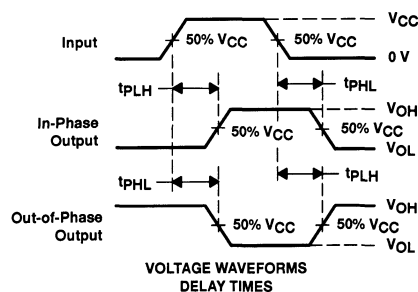 VCC
Input
50% VCC
50% VCC
0 V
tPLH
tPHL
In-Phase
Output
50% VCC
VOH
50% VCC
VOL
tPHL
tPLH
Out-of-Phase
Output
50% VCC
VOH
50% VCC
VOL
VOLTAGE WAVEFORMS
DELAY TIMES